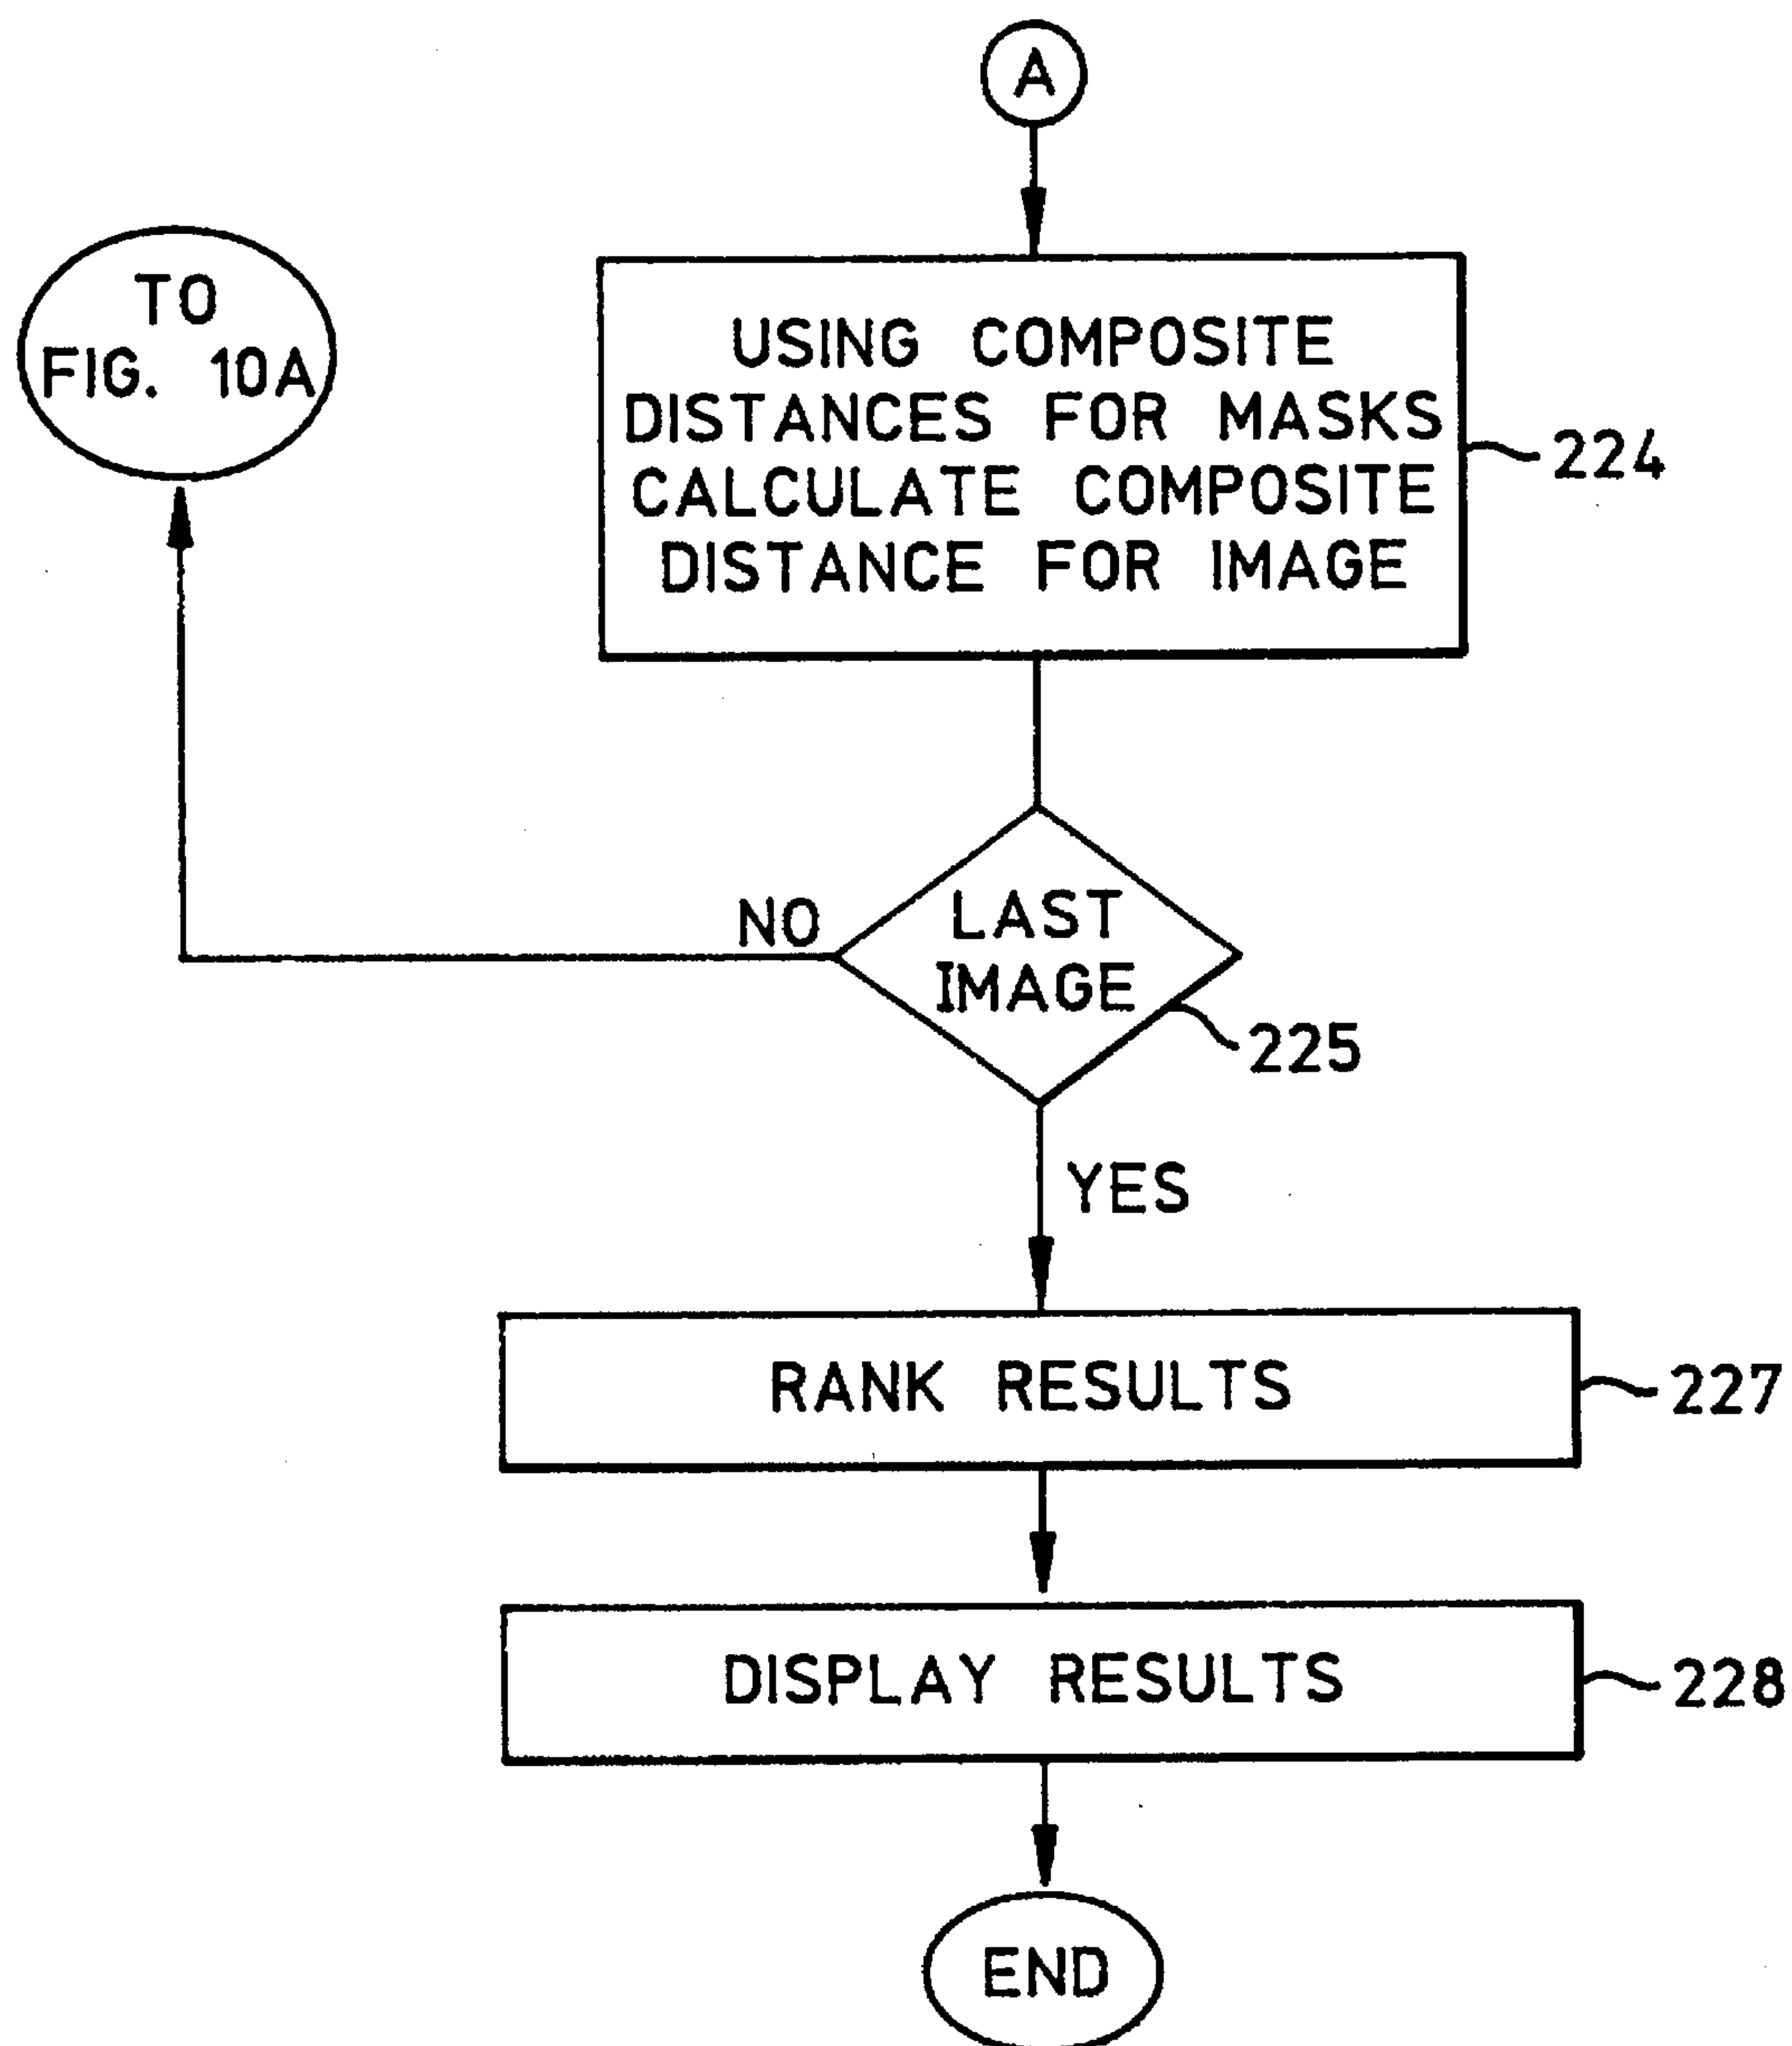 A
TO
FIG. 10A
USING COMPOSITE
DISTANCES FOR MASKS
CALCULATE COMPOSITE
DISTANCE FOR IMAGE
224
NO
LAST
IMAGE
225
YES
RANK RESULTS
227
DISPLAY RESULTS
228
END